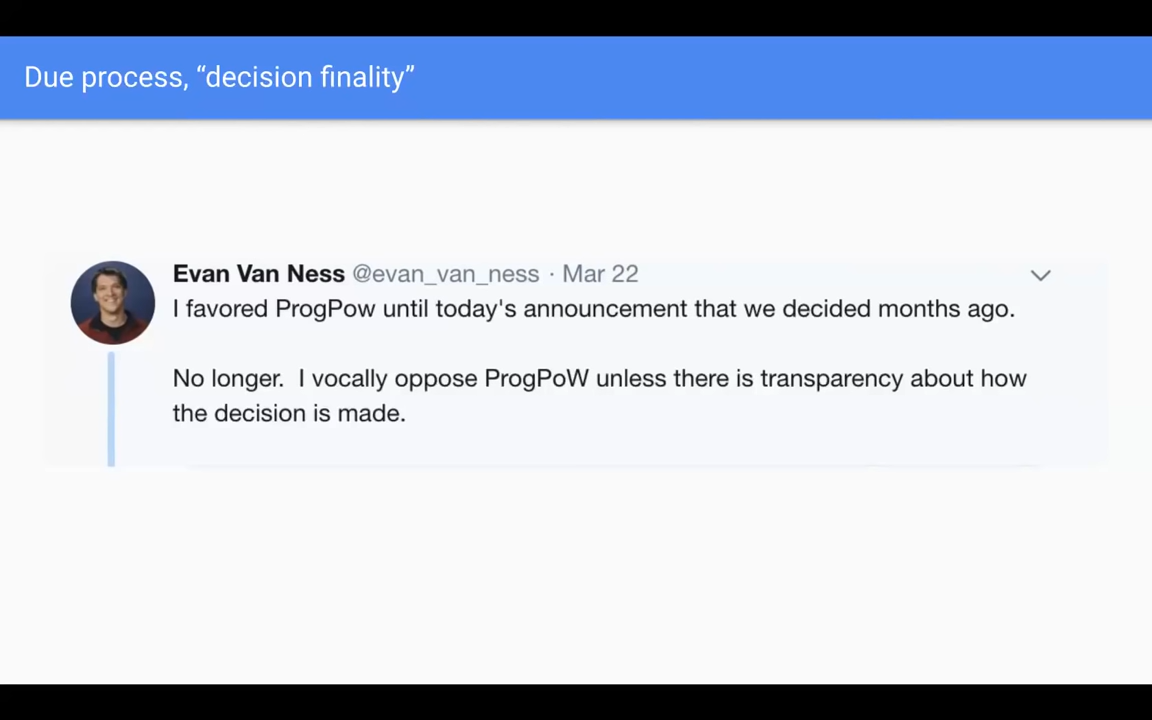 Due process, “decision finality”
Evan Van Ness @evan_van_ness · Mar 22
I favored ProgPow until today's announcement that we decided months ago.
No longer.  I vocally oppose ProgPoW unless there is transparency about how
the decision is made.